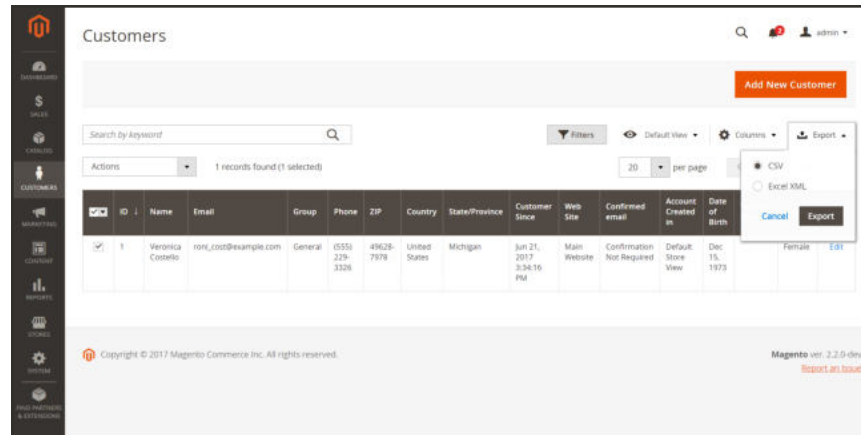 Customers
2
admin
DASHBOARD
SALES
CATALOG
CUSTOMERS
MARKETING
CONTENT
REPORTS
STORES
SYSTEM
FIND PARTNERS
& EXTENSIONS
Add New Customer
Search by keyword
Filters
Default View
Columns
Export
Actions
1 records found (1 selected)
20
per page
CSV
Excel XML
Cancel
Export
ID ↓ Name Email Group Phone ZIP Country State/Province Customer Since Web Site Confirmed email Account Created in Date of Birth
1 Veronica Costello roni_cost@example.com General (555) 229-3326 49628-7978 United States Michigan Jun 21, 2017 3:34:16 PM Main Website Confirmation Not Required Default Store View Dec 15, 1973 Female Edit
Copyright © 2017 Magento Commerce Inc. All rights reserved.
Magento ver. 2.2.0-dev
Report an Issue